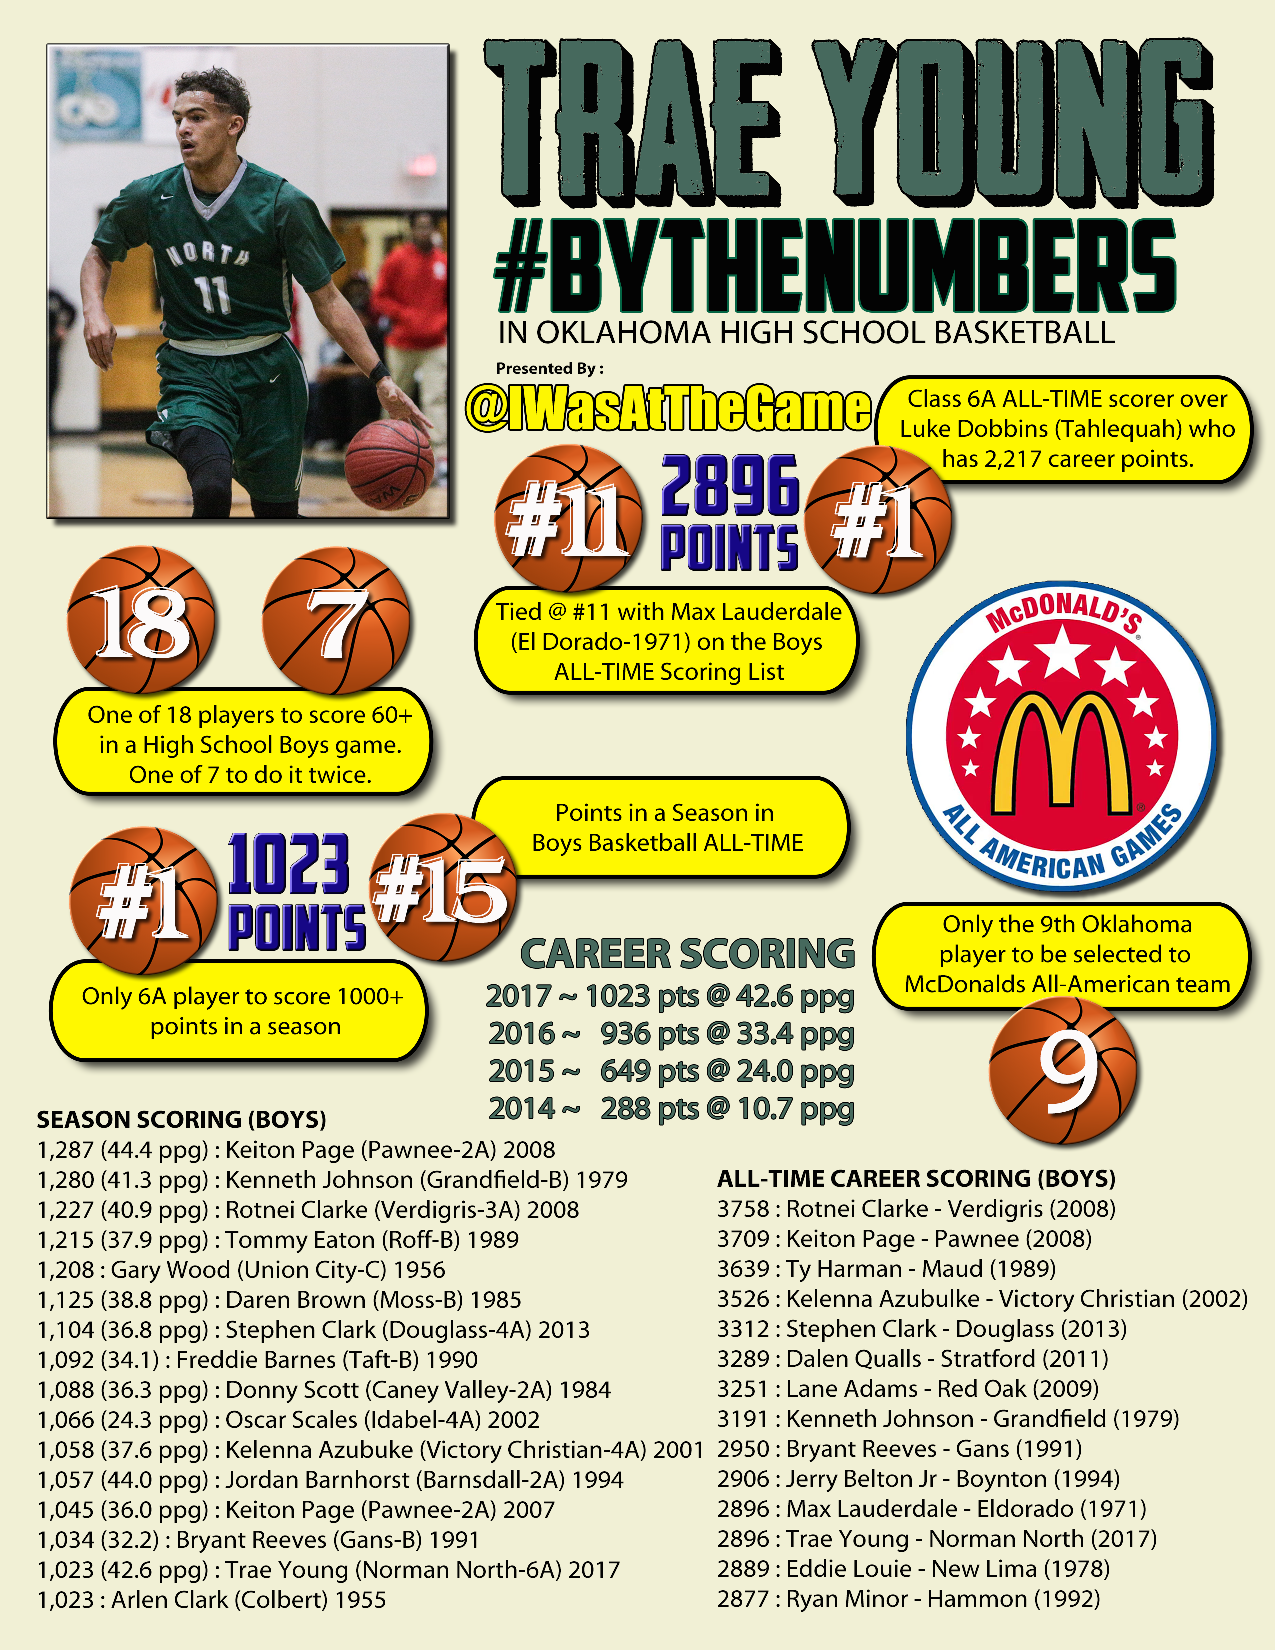 TRAE YOUNG
#BYTHENUMBERS
IN OKLAHOMA HIGH SCHOOL BASKETBALL
Presented By :
@IWasAtTheGame
NORTH
11
Class 6A ALL-TIME scorer over
Luke Dobbins (Tahlequah) who
has 2,217 career points.
#11
2896
POINTS
#1
Tied @ #11 with Max Lauderdale
(El Dorado-1971) on the Boys
ALL-TIME Scoring List
18
7
One of 18 players to score 60+
in a High School Boys game.
One of 7 to do it twice.
McDONALD'S
®
®
ALL AMERICAN GAMES
Points in a Season in
Boys Basketball ALL-TIME
#1
1023
POINTS
#15
Only 6A player to score 1000+
points in a season
Only the 9th Oklahoma
player to be selected to
McDonalds All-American team
9
CAREER SCORING
2017 ~ 1023 pts @ 42.6 ppg
2016 ~ 936 pts @ 33.4 ppg
2015 ~ 649 pts @ 24.0 ppg
2014 ~ 288 pts @ 10.7 ppg
SEASON SCORING (BOYS)
1,287 (44.4 ppg) : Keiton Page (Pawnee-2A) 2008
1,280 (41.3 ppg) : Kenneth Johnson (Grandfield-B) 1979
1,227 (40.9 ppg) : Rotnei Clarke (Verdigris-3A) 2008
1,215 (37.9 ppg) : Tommy Eaton (Roff-B) 1989
1,208 : Gary Wood (Union City-C) 1956
1,125 (38.8 ppg) : Daren Brown (Moss-B) 1985
1,104 (36.8 ppg) : Stephen Clark (Douglass-4A) 2013
1,092 (34.1) : Freddie Barnes (Taft-B) 1990
1,088 (36.3 ppg) : Donny Scott (Caney Valley-2A) 1984
1,066 (24.3 ppg) : Oscar Scales (Idabel-4A) 2002
1,058 (37.6 ppg) : Kelenna Azubuke (Victory Christian-4A) 2001
1,057 (44.0 ppg) : Jordan Barnhorst (Barnsdall-2A) 1994
1,045 (36.0 ppg) : Keiton Page (Pawnee-2A) 2007
1,034 (32.2) : Bryant Reeves (Gans-B) 1991
1,023 (42.6 ppg) : Trae Young (Norman North-6A) 2017
1,023 : Arlen Clark (Colbert) 1955
ALL-TIME CAREER SCORING (BOYS)
3758 : Rotnei Clarke - Verdigris (2008)
3709 : Keiton Page - Pawnee (2008)
3639 : Ty Harman - Maud (1989)
3526 : Kelenna Azubulke - Victory Christian (2002)
3312 : Stephen Clark - Douglass (2013)
3289 : Dalen Qualls - Stratford (2011)
3251 : Lane Adams - Red Oak (2009)
3191 : Kenneth Johnson - Grandfield (1979)
2950 : Bryant Reeves - Gans (1991)
2906 : Jerry Belton Jr - Boynton (1994)
2896 : Max Lauderdale - Eldorado (1971)
2896 : Trae Young - Norman North (2017)
2889 : Eddie Louie - New Lima (1978)
2877 : Ryan Minor - Hammon (1992)